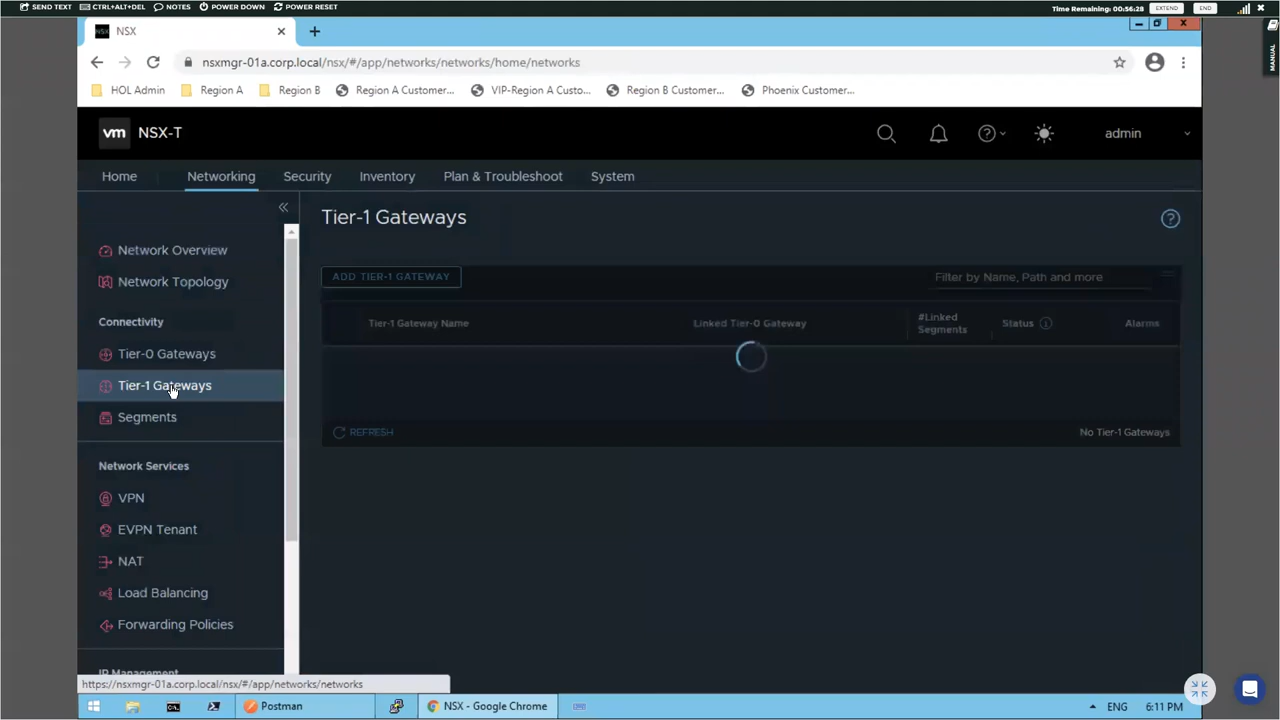 SEND TEXT CTRL+ALT+DEL NOTES POWER DOWN POWER RESET Time Remaining: 00:56:28 EXTEND END
MANUAL
NSX
nsxmgr-01a.corp.local/nsx/#/app/networks/networks/home/networks
HOL Admin Region A Region B Region A Customer... VIP-Region A Custo... Region B Customer... Phoenix Customer...
vm NSX-T admin
Home Networking Security Inventory Plan & Troubleshoot System
Network Overview
Network Topology
Connectivity
Tier-0 Gateways
Tier-1 Gateways
Segments
Network Services
VPN
EVPN Tenant
NAT
Load Balancing
Forwarding Policies
IP Management
Tier-1 Gateways
ADD TIER-1 GATEWAY Filter by Name, Path and more
Tier-1 Gateway Name Linked Tier-0 Gateway #Linked Segments Status Alarms
REFRESH No Tier-1 Gateways
https://nsxmgr-01a.corp.local/nsx/#/app/networks/networks
Postman NSX - Google Chrome ENG 6:11 PM